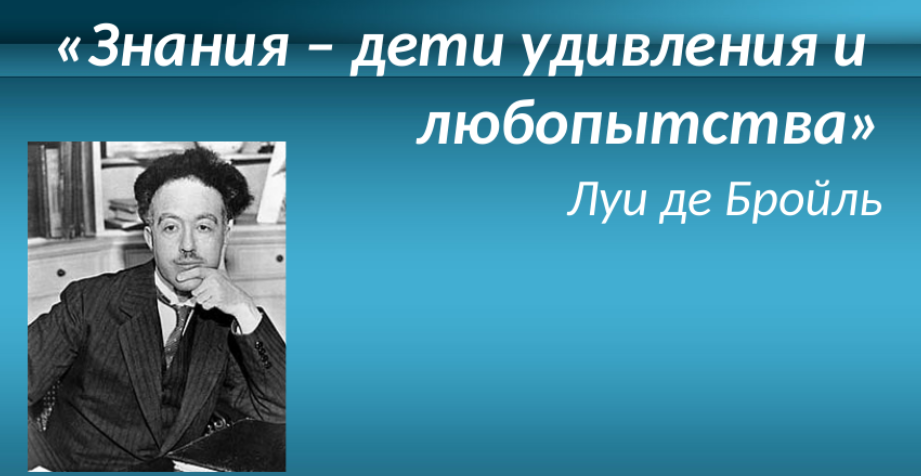 «Знания – дети удивления и
любопытства»
Луи де Бройль